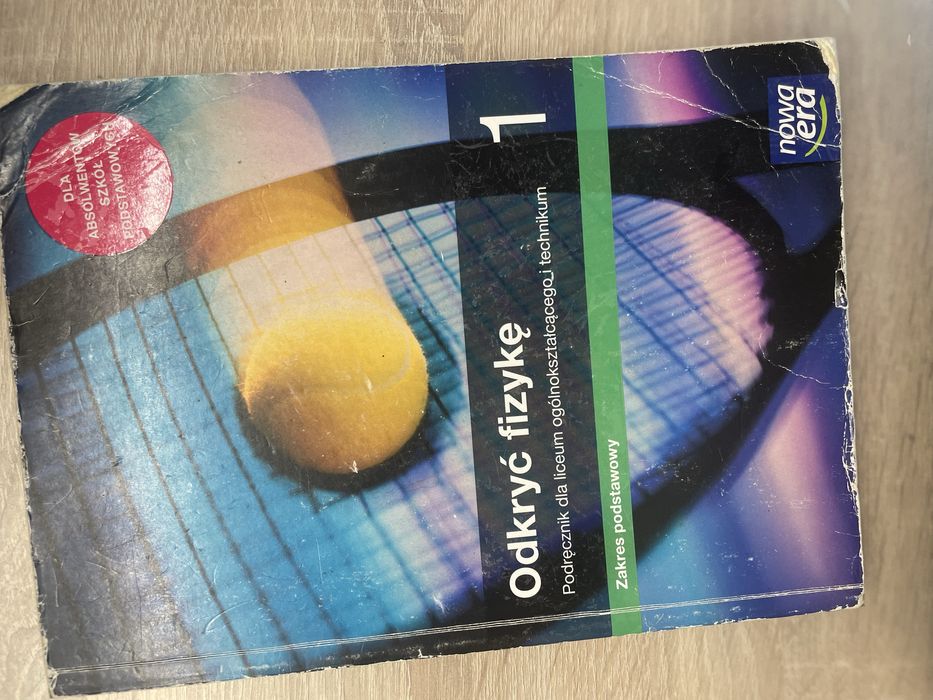 DLA
ABSOLWENTÓW
SZKÓŁ
PODSTAWOWYCH
1
Odkryć fizykę
Podręcznik dla liceum ogólnokształcącego i technikum
Zakres podstawowy
nowa
era